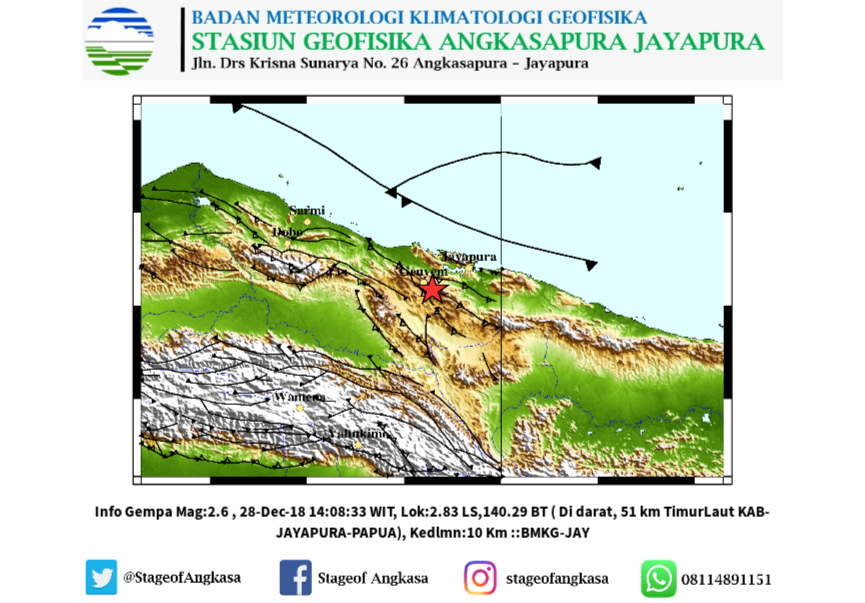 BADAN METEOROLOGI KLIMATOLOGI GEOFISIKA
STASIUN GEOFISIKA ANGKASAPURA JAYAPURA
Jln. Drs Krisna Sunarya No. 26 Angkasapura – Jayapura
Sarmi
Dobo
Jayapura
Genyem
Wamena
Yahukimo
Info Gempa Mag:2.6 , 28-Dec-18 14:08:33 WIT, Lok:2.83 LS,140.29 BT ( Di darat, 51 km TimurLaut KAB-
JAYAPURA-PAPUA), Kedlmn:10 Km ::BMKG-JAY
@StageofAngkasa
Stageof Angkasa
stageofangkasa
08114891151